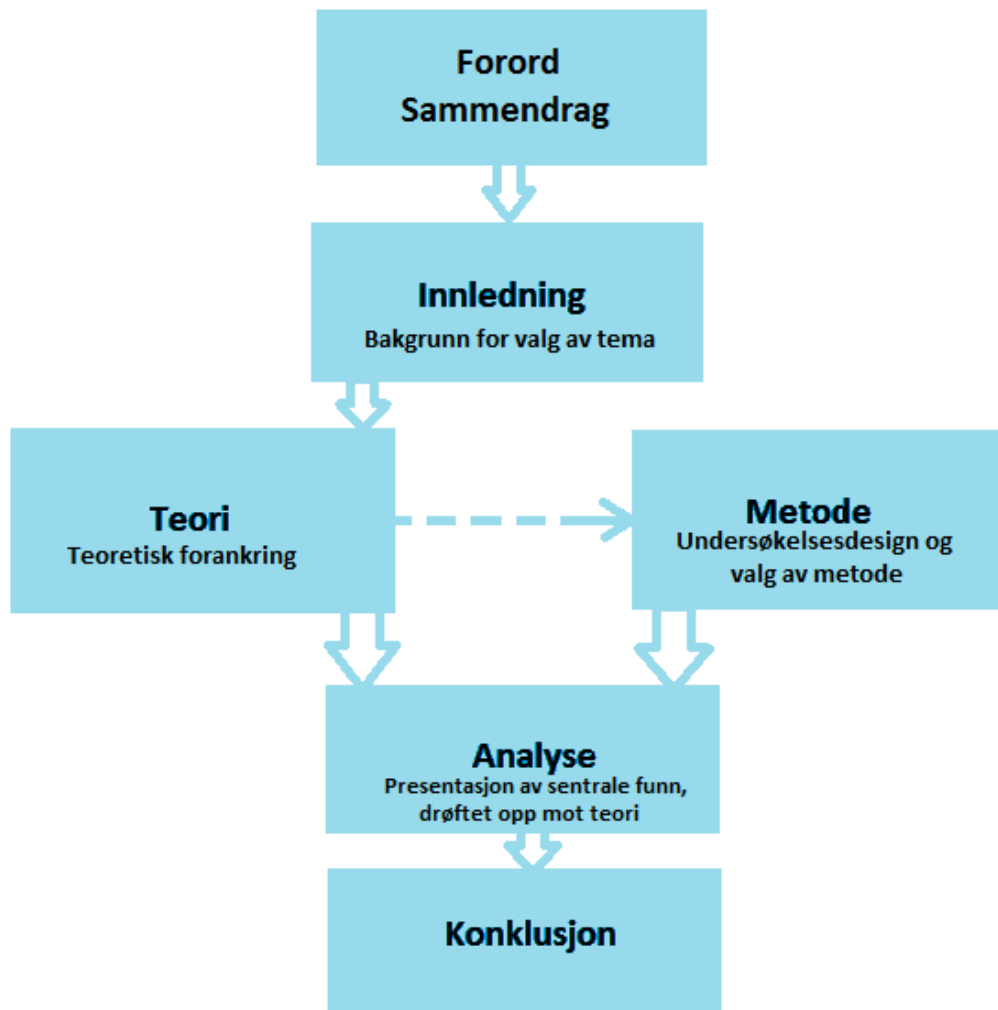 Forord
Sammendrag
Innledning
Bakgrunn for valg av tema
Teori
Teoretisk forankring
Metode
Undersøkelsesdesign og
valg av metode
Analyse
Presentasjon av sentrale funn,
drøftet opp mot teori
Konklusjon